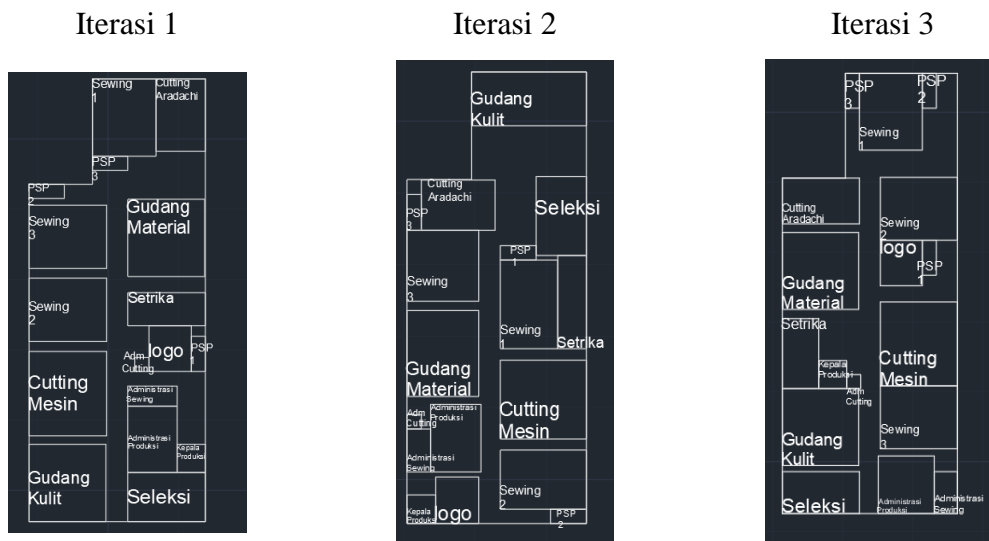 Iterasi 1
Iterasi 2
Iterasi 3
Sewing
1
Cutting
Aradachi
PSP
3
PSP
2
Sewing
3
Gudang
Material
Sewing
2
Setrika
Adm
Cutting
logo
PSP
1
Cutting
Mesin
Administrasi
Sewing
Administrasi
Produksi
Kepala
Produksi
Gudang
Kulit
Seleksi
Gudang
Kulit
Cutting
Aradachi
PSP
3
Seleksi
PSP
1
Sewing
3
Sewing
1
Setrika
Gudang
Material
Adm
Cutting
Administrasi
Produksi
Cutting
Mesin
Administrasi
Sewing
Sewing
2
Kepala
Produksi
logo
PSP
2
PSP
3
PSP
2
Sewing
1
Cutting
Aradachi
Sewing
2
logo
PSP
1
Gudang
Material
Setrika
Kepala
Produksi
Adm
Cutting
Cutting
Mesin
Gudang
Kulit
Sewing
3
Seleksi
Administrasi
Produksi
Administrasi
Sewing